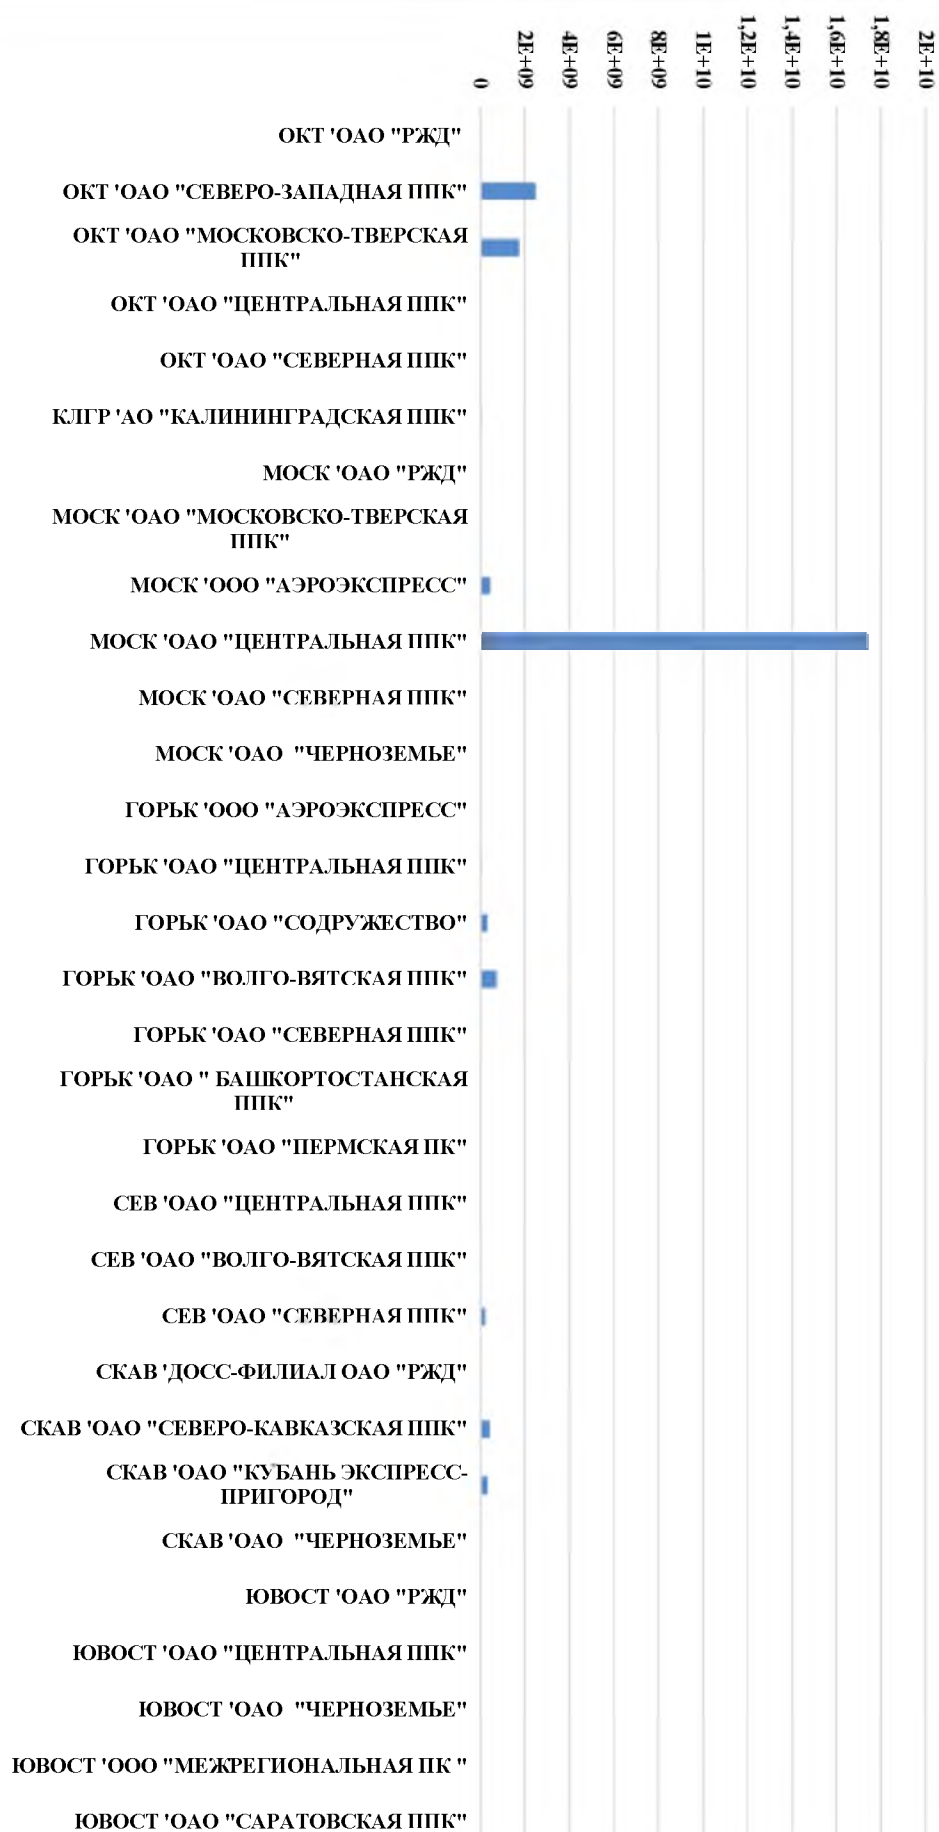 0
2E+09
4E+09
6E+09
8E+09
1E+10
1,2E+10
1,4E+10
1,6E+10
1,8E+10
2E+10
ОКТ 'ОАО "РЖД"
ОКТ 'ОАО "СЕВЕРО-ЗАПАДНАЯ ППК"
ОКТ 'ОАО "МОСКОВСКО-ТВЕРСКАЯ
ППК"
ОКТ 'ОАО "ЦЕНТРАЛЬНАЯ ППК"
ОКТ 'ОАО "СЕВЕРНАЯ ППК"
КЛГР 'АО "КАЛИНИНГРАДСКАЯ ППК"
МОСК 'ОАО "РЖД"
МОСК 'ОАО "МОСКОВСКО-ТВЕРСКАЯ
ППК"
МОСК 'ООО "АЭРОЭКСПРЕСС"
МОСК 'ОАО "ЦЕНТРАЛЬНАЯ ППК"
МОСК 'ОАО "СЕВЕРНАЯ ППК"
МОСК 'ОАО "ЧЕРНОЗЕМЬЕ"
ГОРЬК 'ООО "АЭРОЭКСПРЕСС"
ГОРЬК 'ОАО "ЦЕНТРАЛЬНАЯ ППК"
ГОРЬК 'ОАО "СОДРУЖЕСТВО"
ГОРЬК 'ОАО "ВОЛГО-ВЯТСКАЯ ППК"
ГОРЬК 'ОАО "СЕВЕРНАЯ ППК"
ГОРЬК 'ОАО " БАШКОРТОСТАНСКАЯ
ППК"
ГОРЬК 'ОАО "ПЕРМСКАЯ ПК"
СЕВ 'ОАО "ЦЕНТРАЛЬНАЯ ППК"
СЕВ 'ОАО "ВОЛГО-ВЯТСКАЯ ППК"
СЕВ 'ОАО "СЕВЕРНАЯ ППК"
СКАВ 'ДОСС-ФИЛИАЛ ОАО "РЖД"
СКАВ 'ОАО "СЕВЕРО-КАВКАЗСКАЯ ППК"
СКАВ 'ОАО "КУБАНЬ ЭКСПРЕСС-
ПРИГОРОД"
СКАВ 'ОАО "ЧЕРНОЗЕМЬЕ"
ЮВОСТ 'ОАО "РЖД"
ЮВОСТ 'ОАО "ЦЕНТРАЛЬНАЯ ППК"
ЮВОСТ 'ОАО "ЧЕРНОЗЕМЬЕ"
ЮВОСТ 'ООО "МЕЖРЕГИОНАЛЬНАЯ ПК "
ЮВОСТ 'ОАО "САРАТОВСКАЯ ППК"